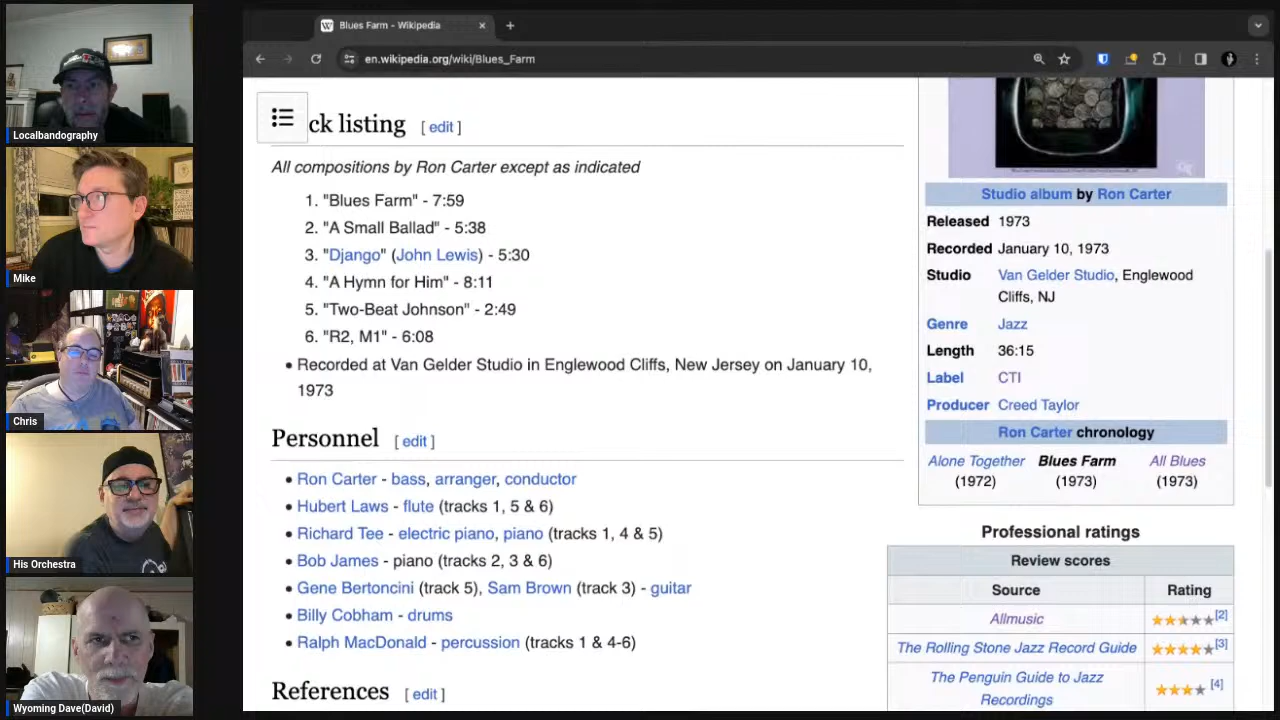 Blues Farm - Wikipedia
en.wikipedia.org/wiki/Blues_Farm
Localbandography
Mike
Chris
His Orchestra
Wyoming Dave(David)
ck listing [ edit ]
All compositions by Ron Carter except as indicated
1. "Blues Farm" - 7:59
2. "A Small Ballad" - 5:38
3. "Django" (John Lewis) - 5:30
4. "A Hymn for Him" - 8:11
5. "Two-Beat Johnson" - 2:49
6. "R2, M1" - 6:08
• Recorded at Van Gelder Studio in Englewood Cliffs, New Jersey on January 10,
1973
Personnel [ edit ]
• Ron Carter - bass, arranger, conductor
• Hubert Laws - flute (tracks 1, 5 & 6)
• Richard Tee - electric piano, piano (tracks 1, 4 & 5)
• Bob James - piano (tracks 2, 3 & 6)
• Gene Bertoncini (track 5), Sam Brown (track 3) - guitar
• Billy Cobham - drums
• Ralph MacDonald - percussion (tracks 1 & 4-6)
References [ edit ]
Studio album by Ron Carter
Released 1973
Recorded January 10, 1973
Studio Van Gelder Studio, Englewood
Cliffs, NJ
Genre Jazz
Length 36:15
Label CTI
Producer Creed Taylor
Ron Carter chronology
Alone Together Blues Farm All Blues
(1972) (1973) (1973)
Professional ratings
Review scores
Source Rating
Allmusic [2]
The Rolling Stone Jazz Record Guide [3]
The Penguin Guide to Jazz [4]
Recordings